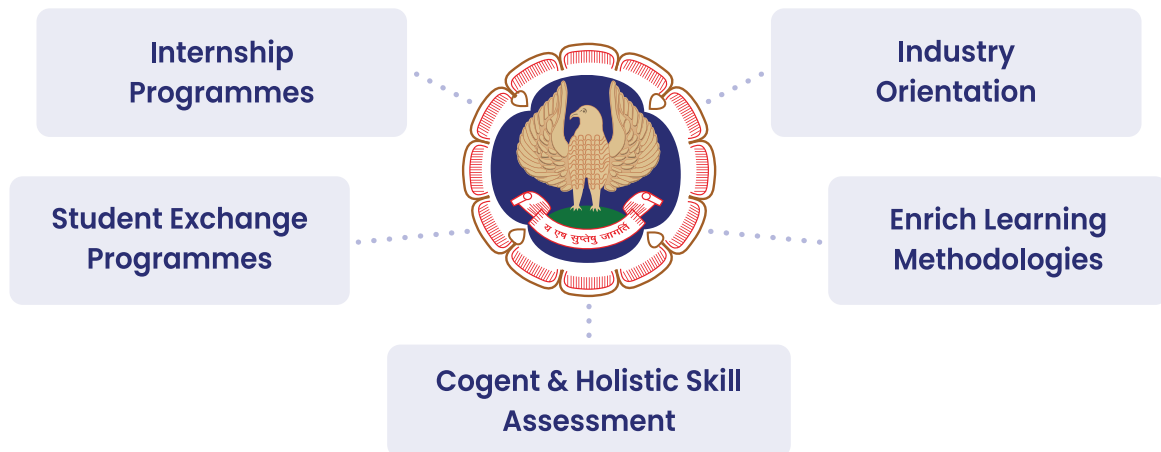 Internship
Programmes
Industry
Orientation
Student Exchange
Programmes
य एष सुप्तेषु जागर्ति
Enrich Learning
Methodologies
Cogent & Holistic Skill
Assessment